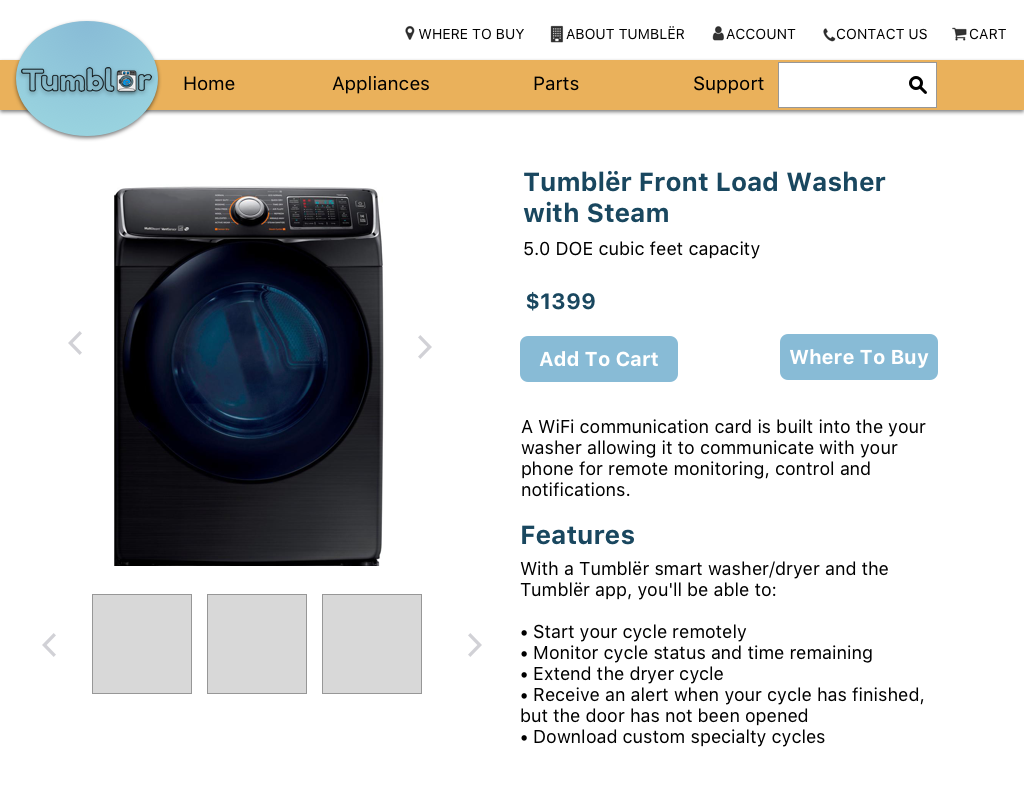 WHERE TO BUY ABOUT TUMBLËR ACCOUNT CONTACT US CART
Tumblër
Home Appliances Parts Support
Tumblër Front Load Washer
with Steam
5.0 DOE cubic feet capacity
$1399
Add To Cart Where To Buy
A WiFi communication card is built into the your
washer allowing it to communicate with your
phone for remote monitoring, control and
notifications.
Features
With a Tumblër smart washer/dryer and the
Tumblër app, you'll be able to:
• Start your cycle remotely
• Monitor cycle status and time remaining
• Extend the dryer cycle
• Receive an alert when your cycle has finished,
but the door has not been opened
• Download custom specialty cycles